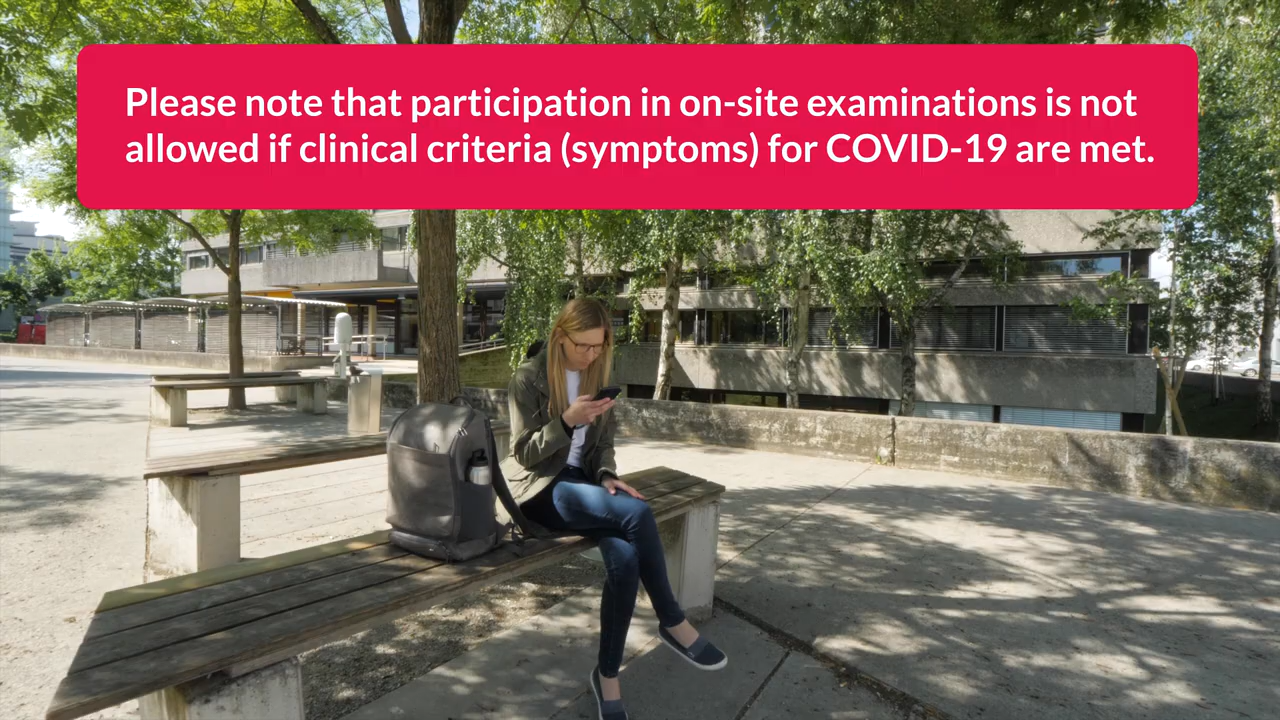 Please note that participation in on-site examinations is not
allowed if clinical criteria (symptoms) for COVID-19 are met.